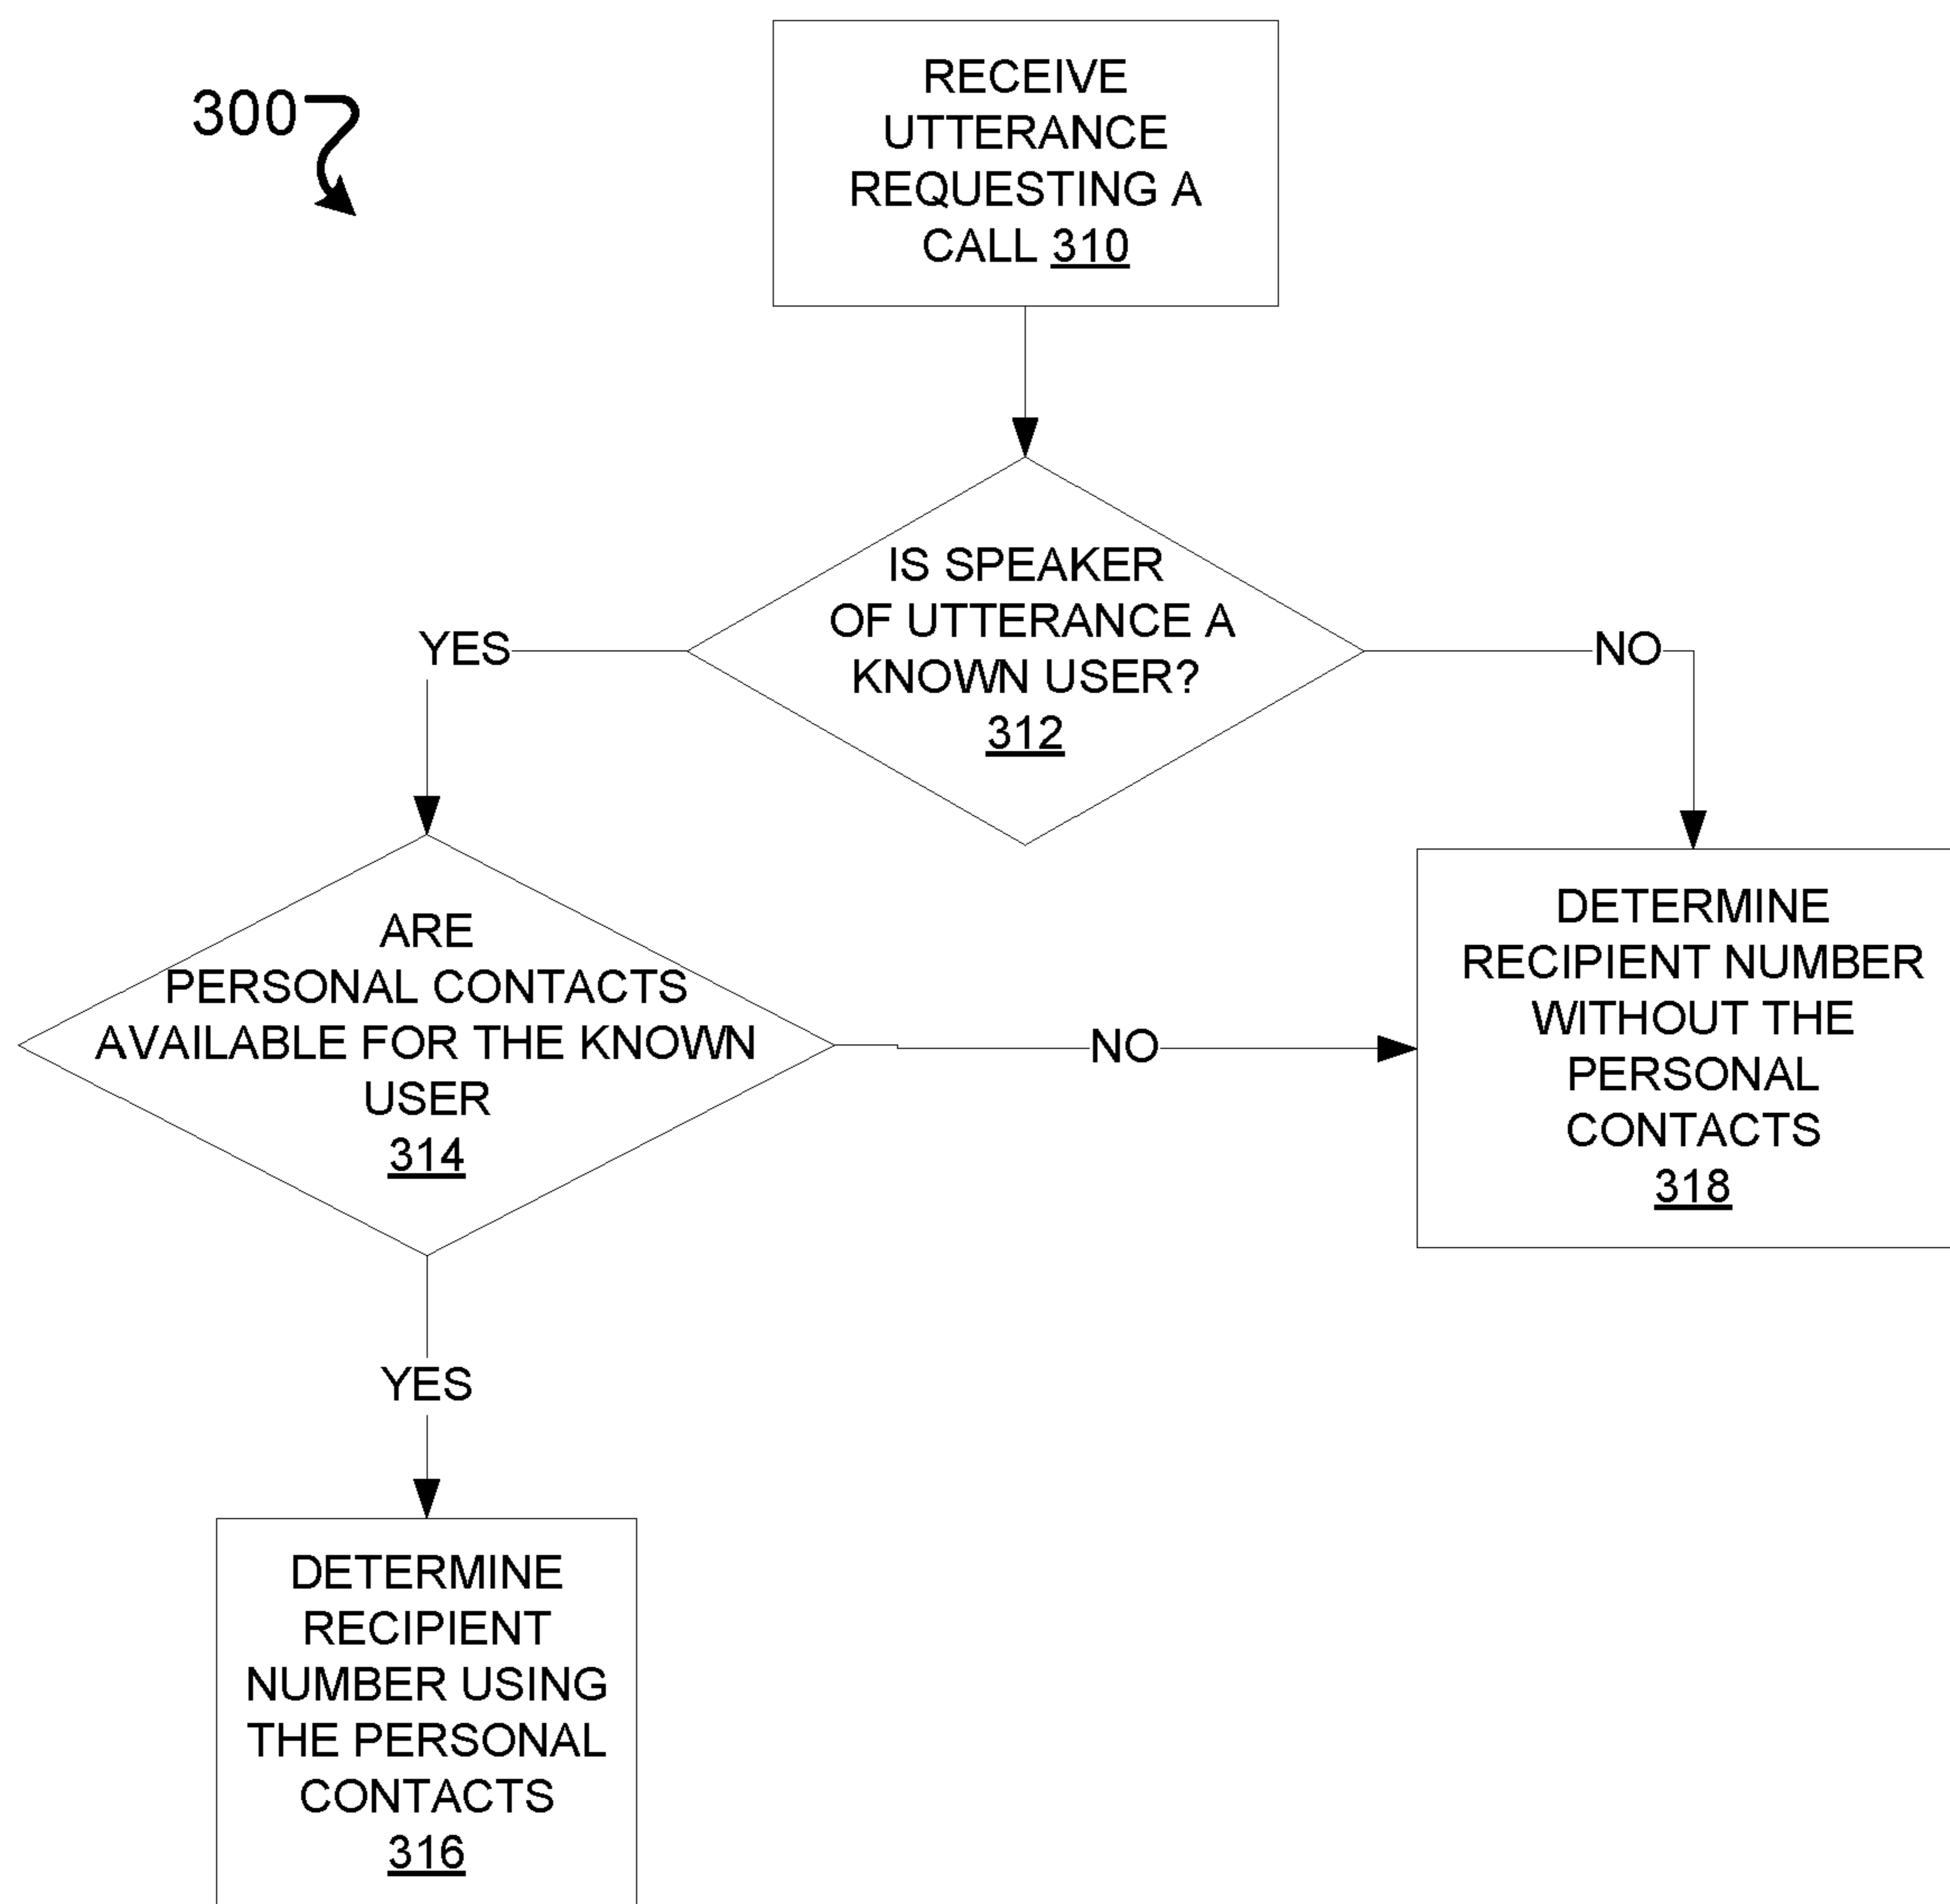 300
RECEIVE
UTTERANCE
REQUESTING A
CALL 310
IS SPEAKER
OF UTTERANCE A
KNOWN USER?
312
YES
NO
ARE
PERSONAL CONTACTS
AVAILABLE FOR THE KNOWN
USER
314
NO
DETERMINE
RECIPIENT NUMBER
WITHOUT THE
PERSONAL
CONTACTS
318
YES
DETERMINE
RECIPIENT
NUMBER USING
THE PERSONAL
CONTACTS
316